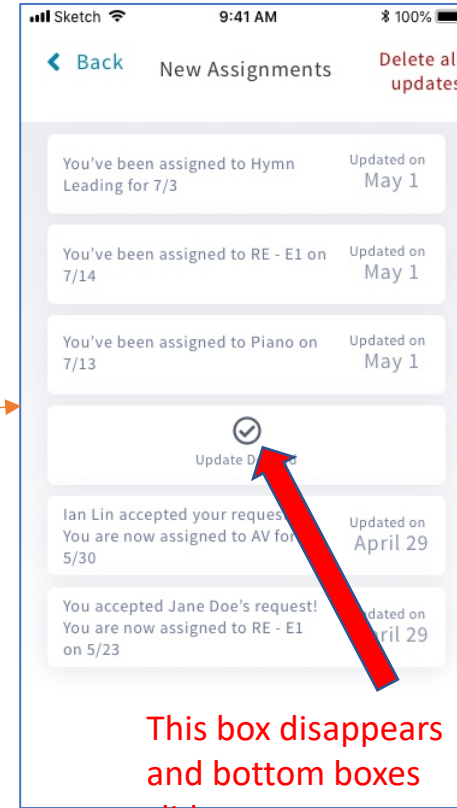 Sketch 9:41 AM 100%
Back New Assignments Delete al
updates
You've been assigned to Hymn
Leading for 7/3
Updated on
May 1
You've been assigned to RE - E1 on
7/14
Updated on
May 1
You've been assigned to Piano on
7/13
Updated on
May 1
Update
Ian Lin accepted your reques
You are now assigned to AV for
5/30
Updated on
April 29
You accepted Jane Doe's request!
You are now assigned to RE - E1
on 5/23
dated on
ril 29
This box disappears
and bottom boxes